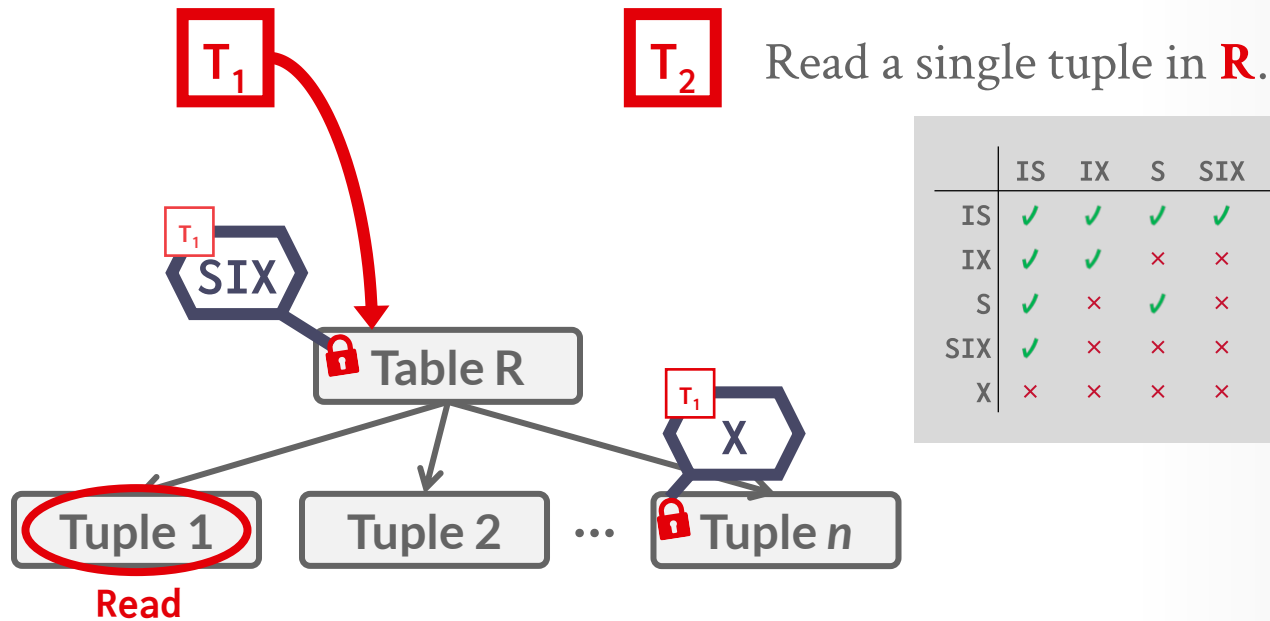 T1
T2
Read a single tuple in R.
IS IX S SIX
IS ✓ ✓ ✓ ✓
IX ✓ ✓ × ×
S ✓ × ✓ ×
SIX ✓ × × ×
X × × × ×
T1
SIX
Table R
T1
X
Tuple 1
Tuple 2
...
Tuple n
Read